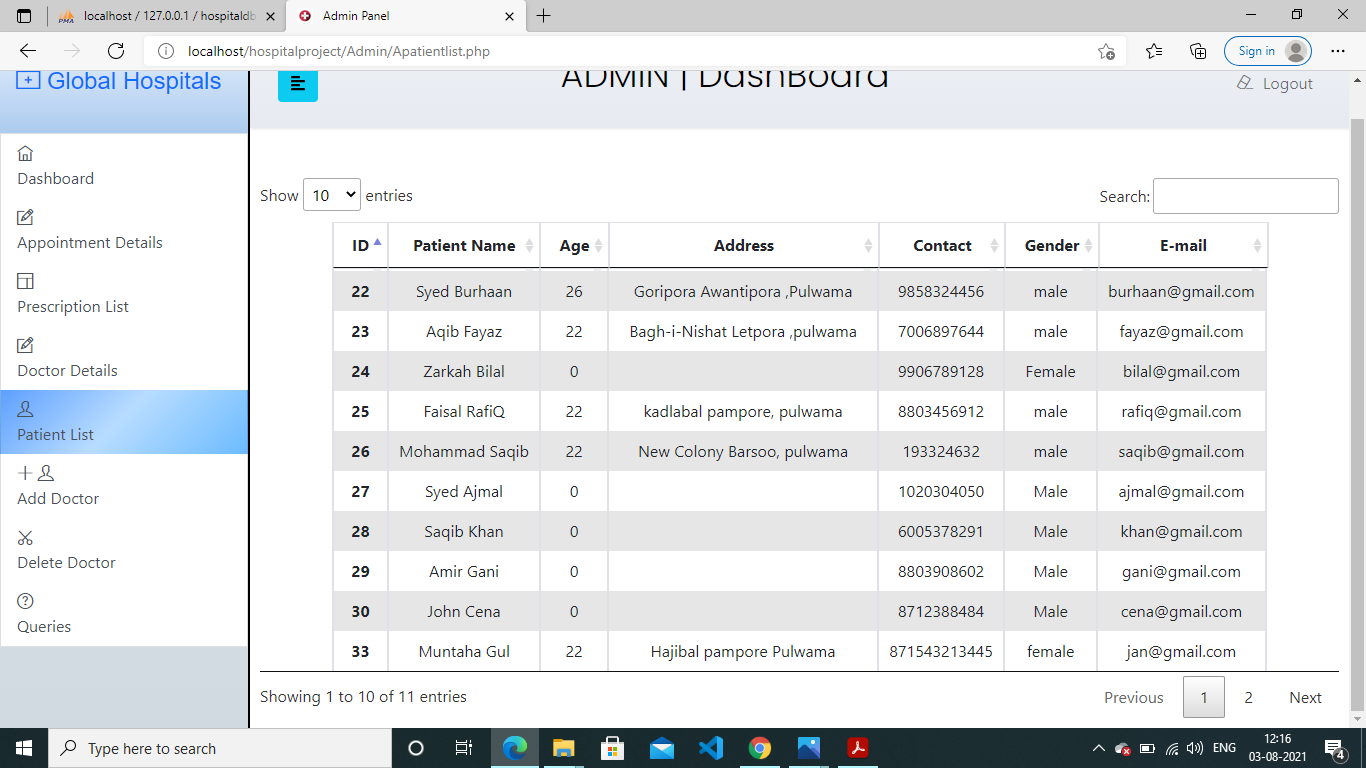 localhost / 127.0.0.1 / hospitaldb
Admin Panel
localhost/hospitalproject/Admin/Apatientlist.php
Sign in
Global Hospitals
ADMIN | DashBoard
Logout
Dashboard
Appointment Details
Prescription List
Doctor Details
Patient List
Add Doctor
Delete Doctor
Queries
Show 10 entries
Search:
ID Patient Name Age Address Contact Gender E-mail
22 Syed Burhaan 26 Goripora Awantipora ,Pulwama 9858324456 male burhaan@gmail.com
23 Aqib Fayaz 22 Bagh-i-Nishat Letpora ,pulwama 7006897644 male fayaz@gmail.com
24 Zarkah Bilal 0 9906789128 Female bilal@gmail.com
25 Faisal RafiQ 22 kadlabal pampore, pulwama 8803456912 male rafiq@gmail.com
26 Mohammad Saqib 22 New Colony Barsoo, pulwama 193324632 male saqib@gmail.com
27 Syed Ajmal 0 1020304050 Male ajmal@gmail.com
28 Saqib Khan 0 6005378291 Male khan@gmail.com
29 Amir Gani 0 8803908602 Male gani@gmail.com
30 John Cena 0 8712388484 Male cena@gmail.com
33 Muntaha Gul 22 Hajibal pampore Pulwama 871543213445 female jan@gmail.com
Showing 1 to 10 of 11 entries
Previous 1 2 Next
Type here to search
ENG
12:16
03-08-2021
4